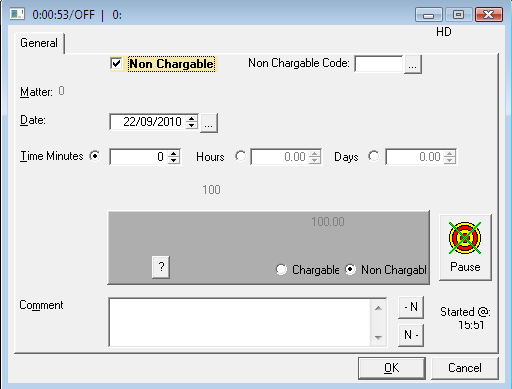 0:00:53/OFF | 0:
HD
General
Non Chargable
Non Chargable Code:
...
Matter: 0
Date:
22/09/2010
...
Time Minutes
0
Hours
0.00
Days
0.00
100
100.00
?
Chargable
Non Chargabl
Pause
Comment
- N
N -
Started @:
15:51
OK
Cancel